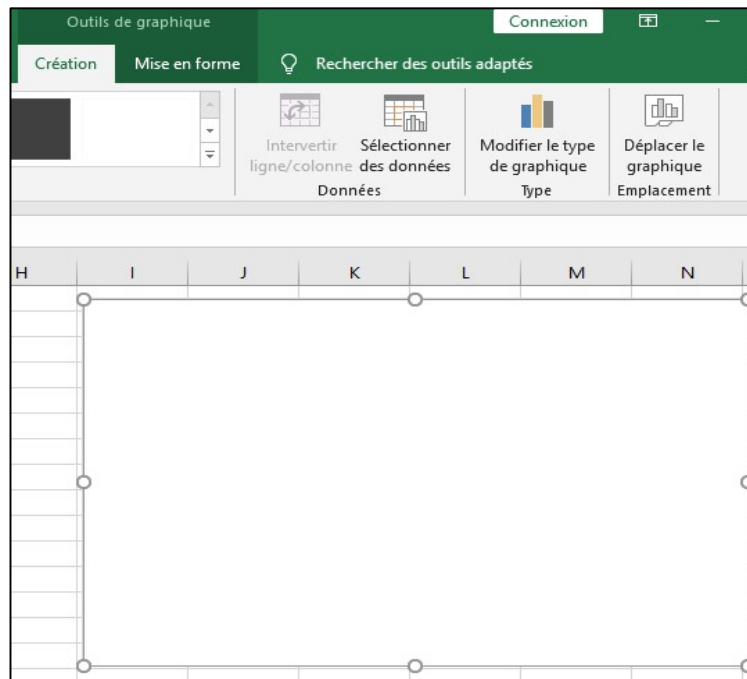 Outils de graphique
Connexion
Création
Mise en forme
Rechercher des outils adaptés
Intervertir
ligne/colonne
Sélectionner
des données
Modifier le type
de graphique
Déplacer le
graphique
Données
Type
Emplacement
H I J K L M N